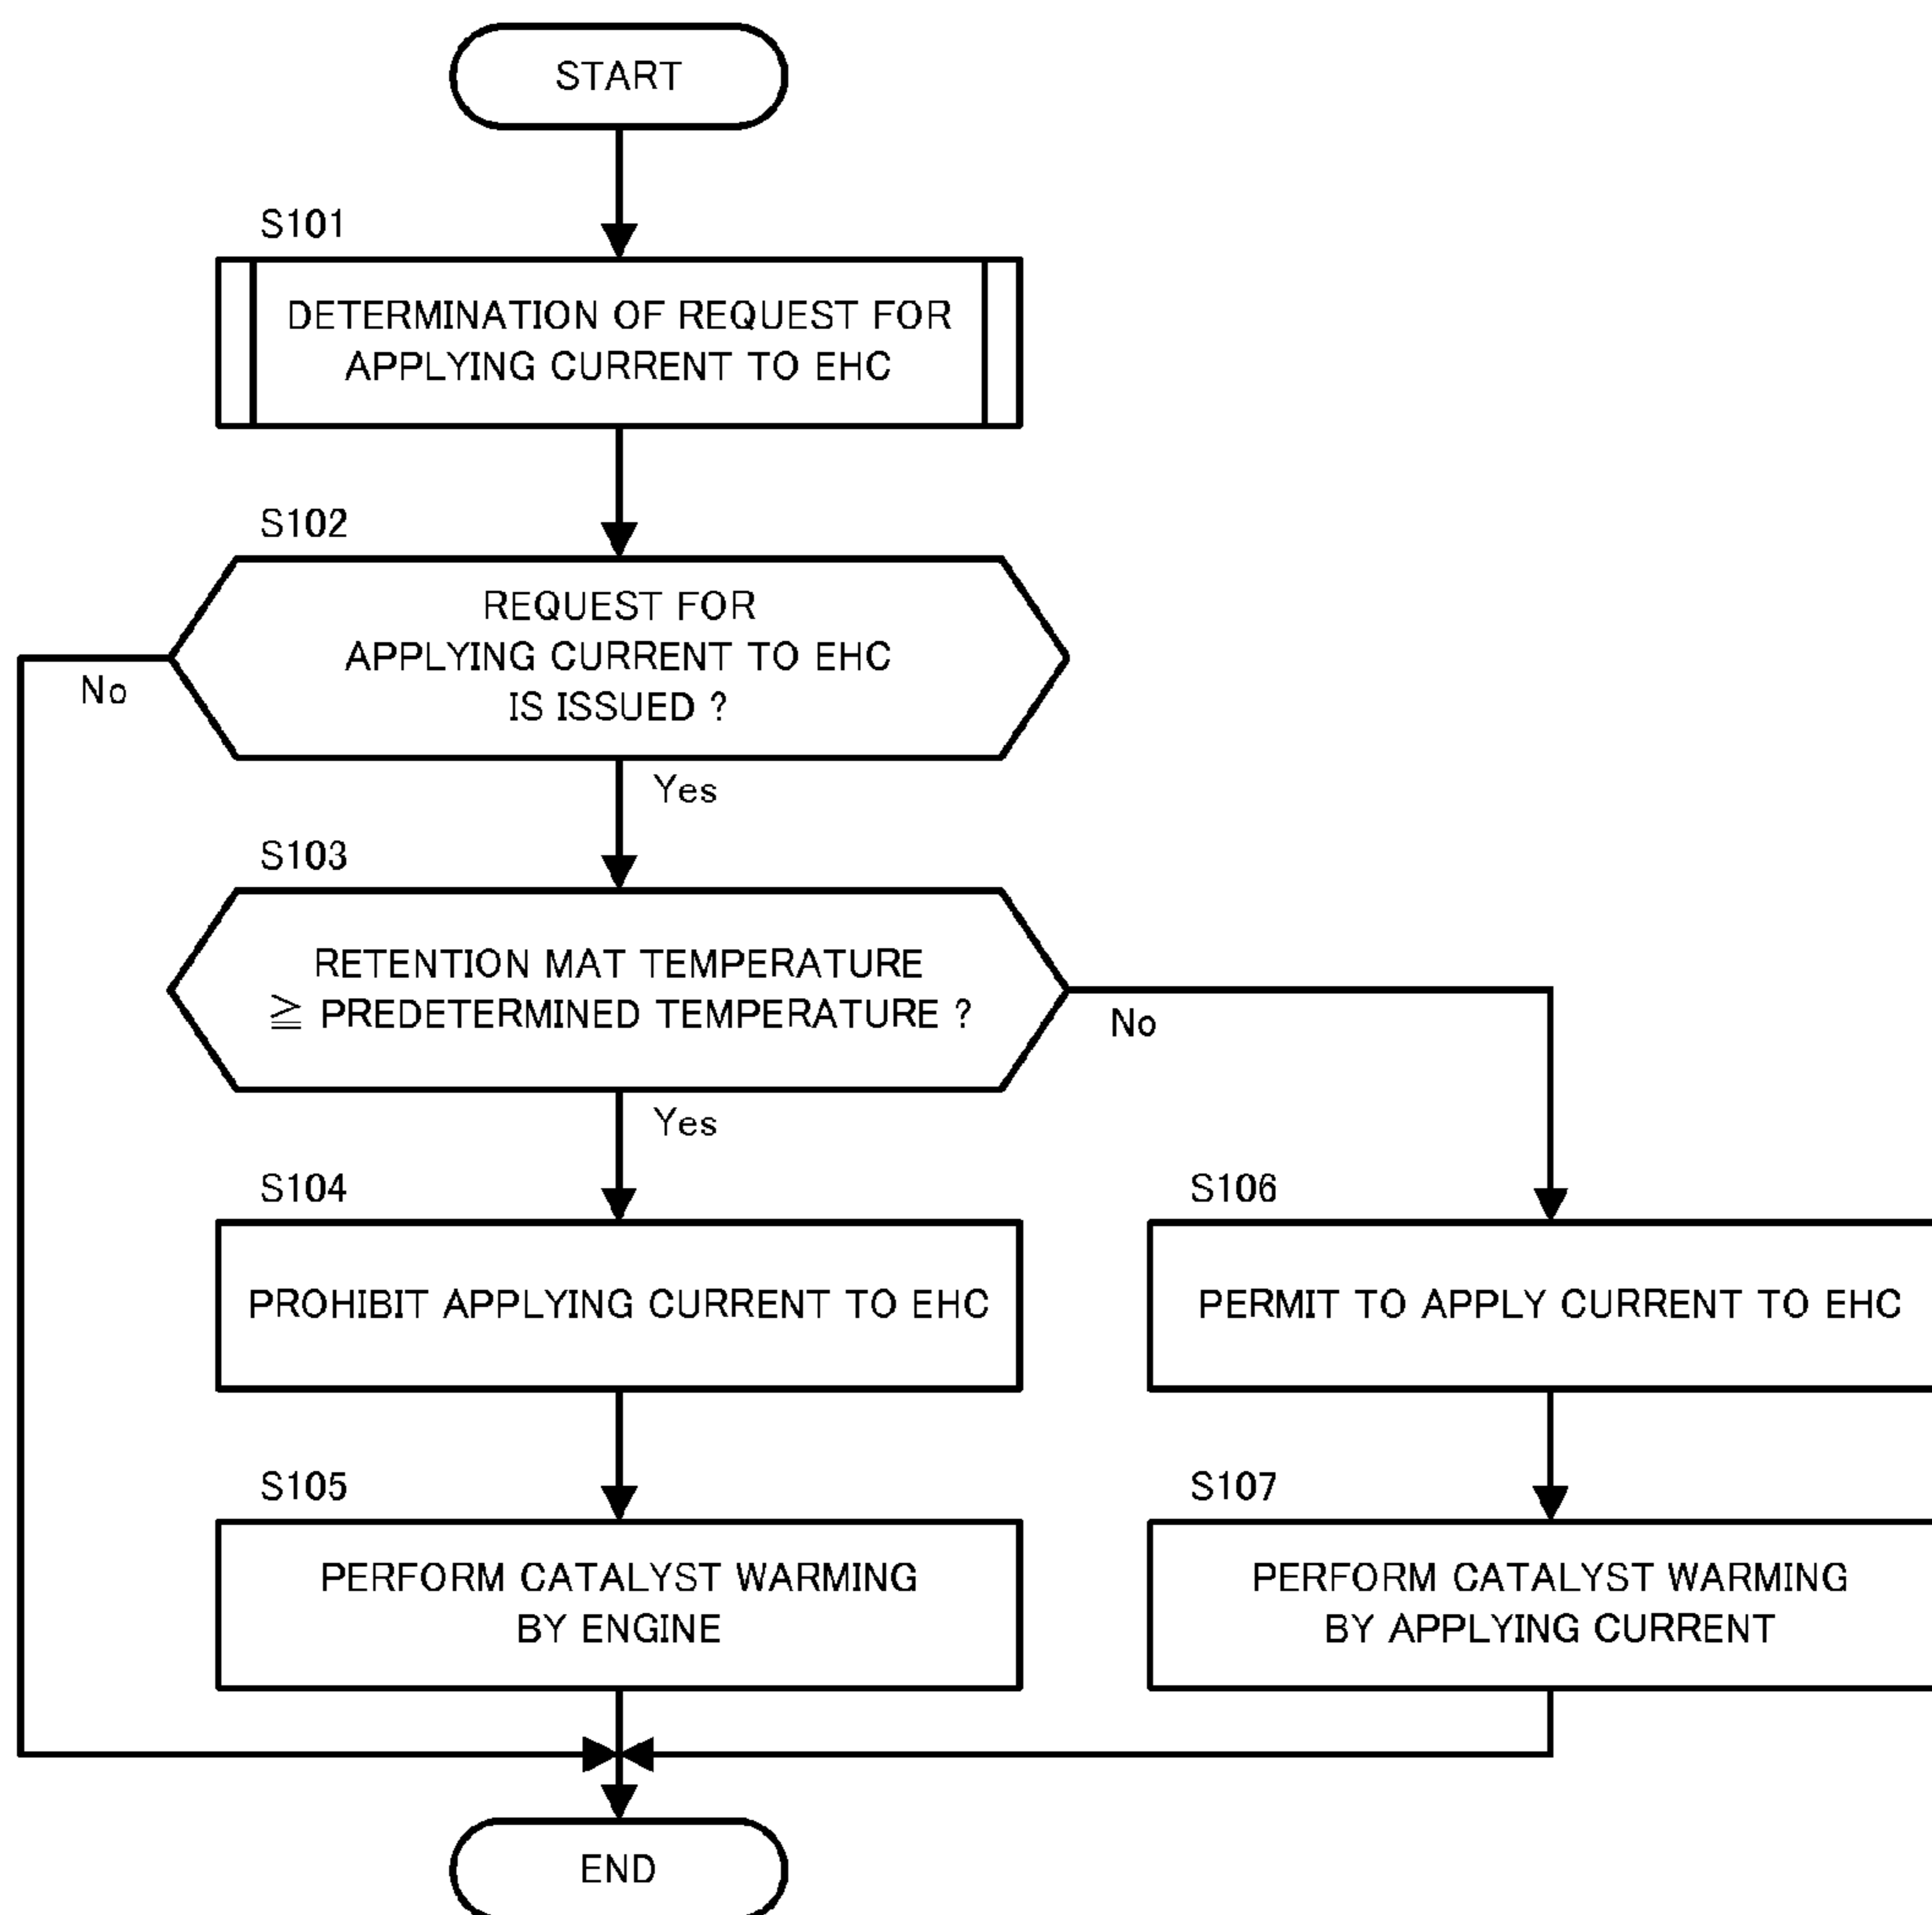 START
S101
DETERMINATION OF REQUEST FOR
APPLYING CURRENT TO EHC
S102
REQUEST FOR
APPLYING CURRENT TO EHC
IS ISSUED ?
No
Yes
S103
RETENTION MAT TEMPERATURE
≧ PREDETERMINED TEMPERATURE ?
No
Yes
S104
PROHIBIT APPLYING CURRENT TO EHC
S106
PERMIT TO APPLY CURRENT TO EHC
S105
PERFORM CATALYST WARMING
BY ENGINE
S107
PERFORM CATALYST WARMING
BY APPLYING CURRENT
END